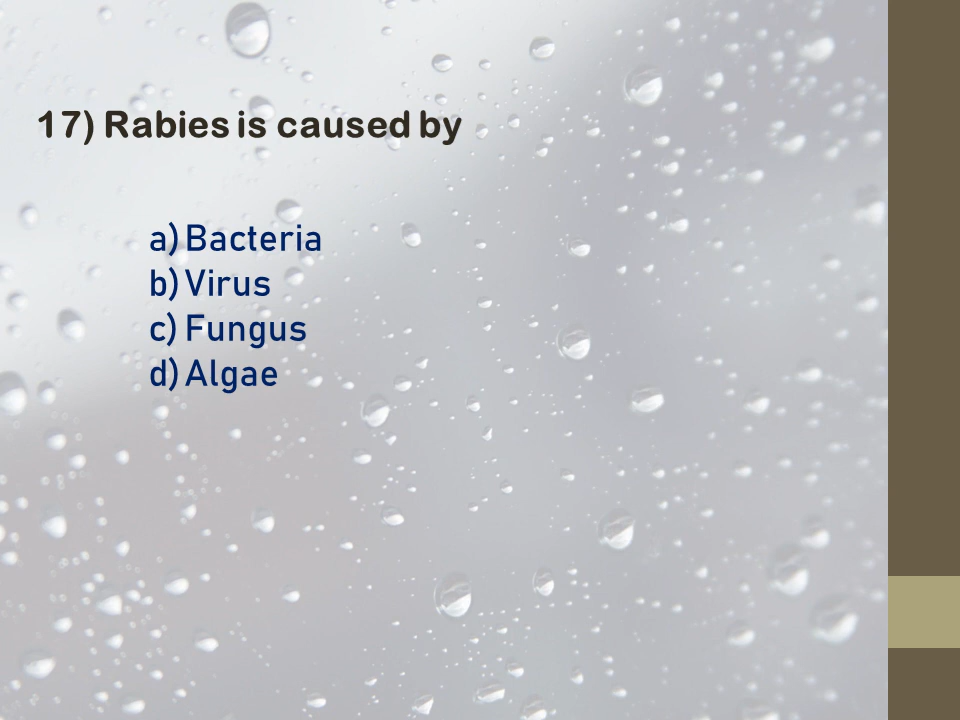 17) Rabies is caused by
a) Bacteria
b) Virus
c) Fungus
d) Algae